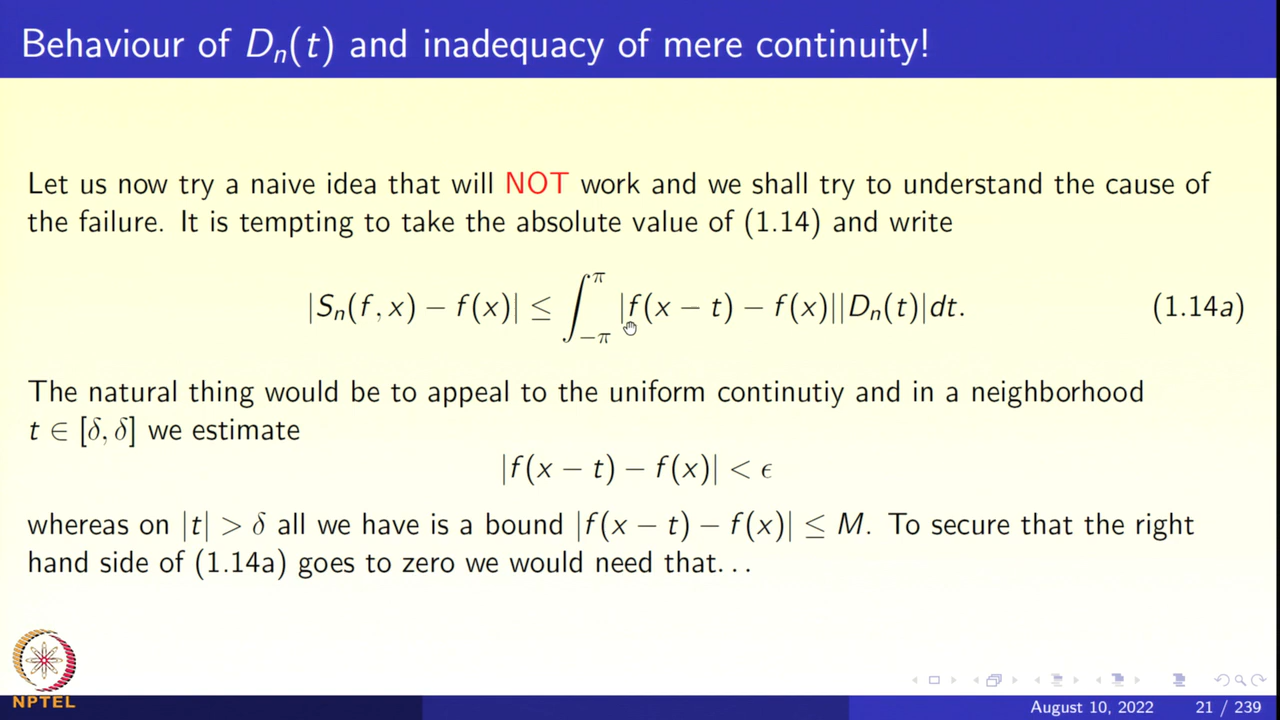 Behaviour of Dₙ(t) and inadequacy of mere continuity!
Let us now try a naive idea that will NOT work and we shall try to understand the cause of
the failure. It is tempting to take the absolute value of (1.14) and write
|Sₙ(f, x) − f(x)| ≤ ∫_{−π}^{π} |f(x − t) − f(x)||Dₙ(t)|dt. (1.14a)
The natural thing would be to appeal to the uniform continutiy and in a neighborhood
t ∈ [δ, δ] we estimate
|f(x − t) − f(x)| < ϵ
whereas on |t| > δ all we have is a bound |f(x − t) − f(x)| ≤ M. To secure that the right
hand side of (1.14a) goes to zero we would need that...
NPTEL
August 10, 2022 21 / 239